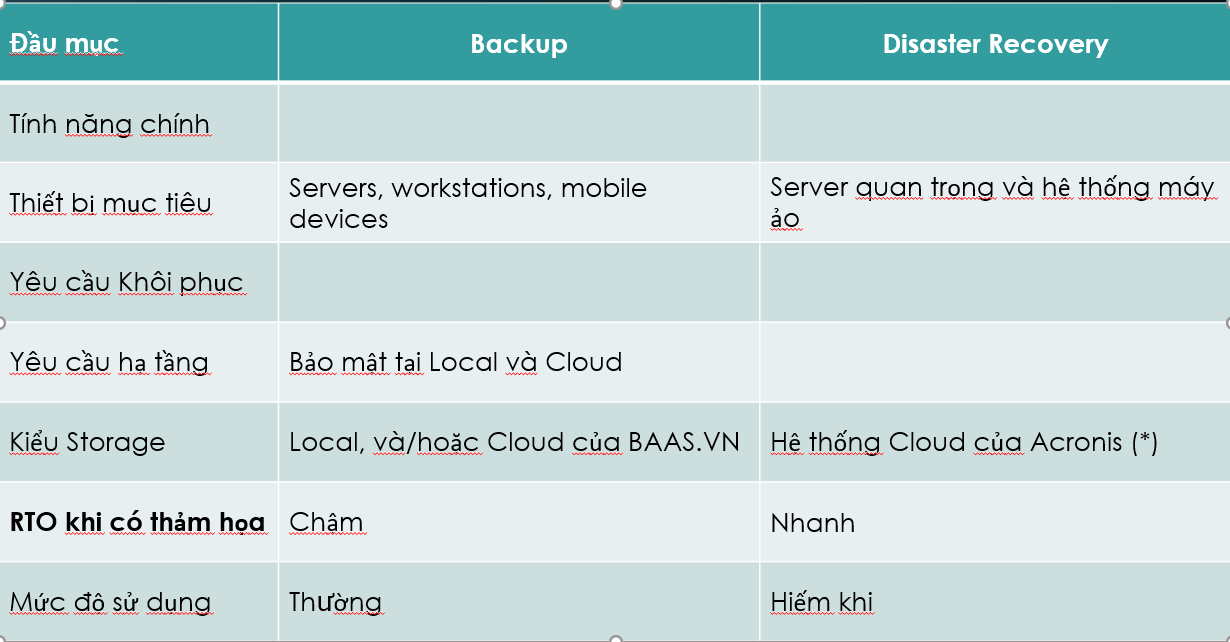 Đầu mục
Backup
Disaster Recovery
Tính năng chính
Thiết bị mục tiêu
Servers, workstations, mobile
devices
Server quan trọng và hệ thống máy
ảo
Yêu cầu Khôi phục
Yêu cầu hạ tầng
Bảo mật tại Local và Cloud
Kiểu Storage
Local, và/hoặc Cloud của BAAS.VN
Hệ thống Cloud của Acronis (*)
RTO khi có thảm họa
Chậm
Nhanh
Mức độ sử dụng
Thường
Hiếm khi